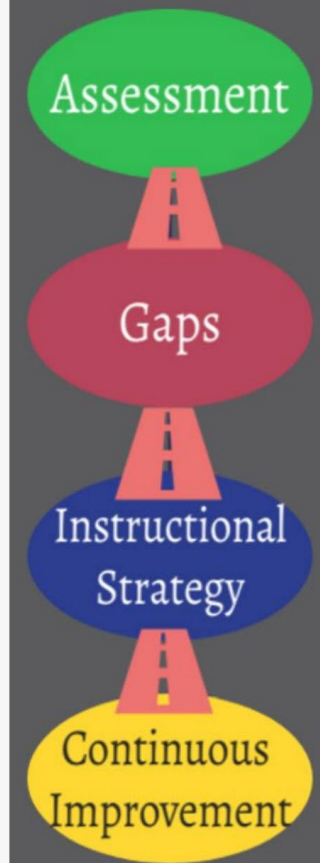 Assessment
Gaps
Instructional
Strategy
Continuous
Improvement